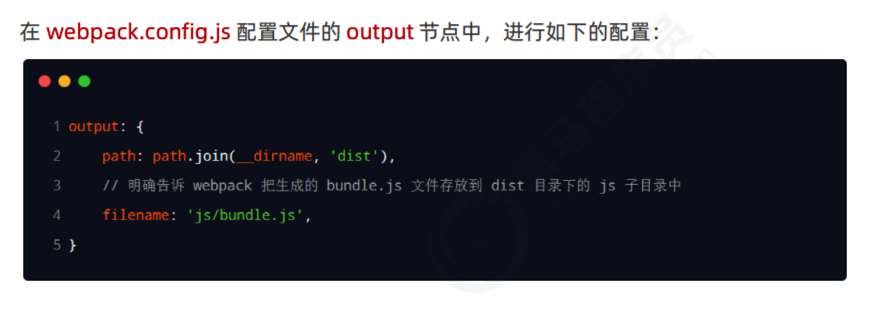 在 webpack.config.js 配置文件的 output 节点中，进行如下的配置：
1 output: {
2 path: path.join(__dirname, 'dist'),
3 // 明确告诉 webpack 把生成的 bundle.js 文件存放到 dist 目录下的 js 子目录中
4 filename: 'js/bundle.js',
5 }